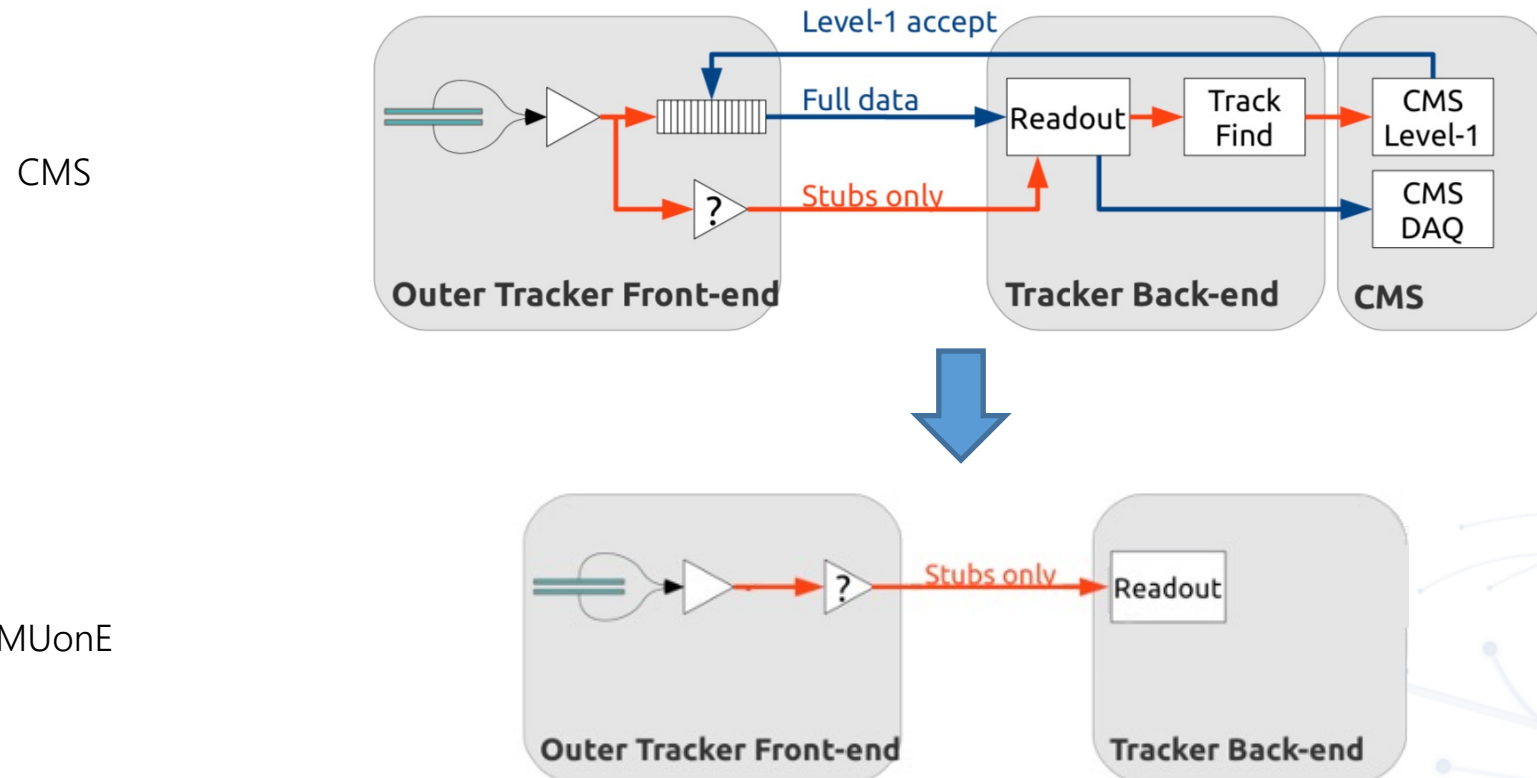 Level-1 accept
Full data
Readout
Track
Find
CMS
Level-1
CMS
?
Stubs only
CMS
DAQ
Outer Tracker Front-end
Tracker Back-end
CMS
?
Stubs only
Readout
MUonE
Outer Tracker Front-end
Tracker Back-end